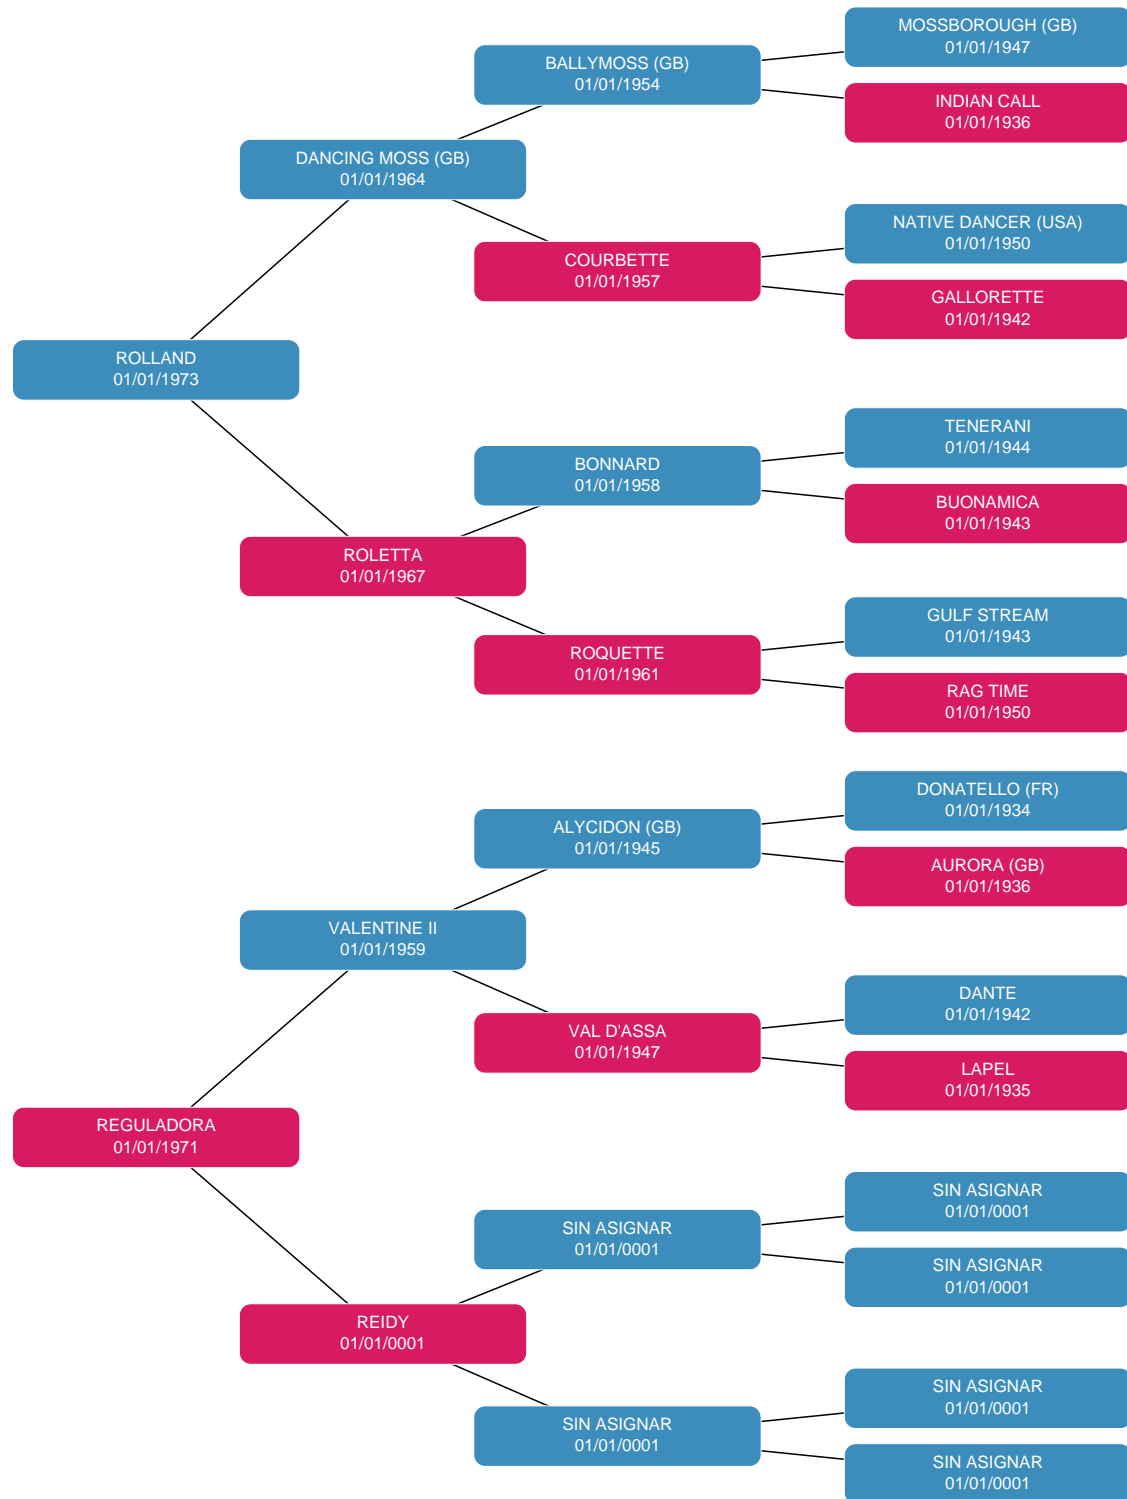 MOSSBOROUGH (GB)
01/01/1947
BALLYMOSS (GB)
01/01/1954
INDIAN CALL
01/01/1936
DANCING MOSS (GB)
01/01/1964
NATIVE DANCER (USA)
01/01/1950
COURBETTE
01/01/1957
GALLORETTE
01/01/1942
ROLLAND
01/01/1973
TENERANI
01/01/1944
BONNARD
01/01/1958
BUONAMICA
01/01/1943
ROLETTA
01/01/1967
GULF STREAM
01/01/1943
ROQUETTE
01/01/1961
RAG TIME
01/01/1950
DONATELLO (FR)
01/01/1934
ALYCIDON (GB)
01/01/1945
AURORA (GB)
01/01/1936
VALENTINE II
01/01/1959
DANTE
01/01/1942
VAL D'ASSA
01/01/1947
LAPEL
01/01/1935
REGULADORA
01/01/1971
SIN ASIGNAR
01/01/0001
SIN ASIGNAR
01/01/0001
SIN ASIGNAR
01/01/0001
REIDY
01/01/0001
SIN ASIGNAR
01/01/0001
SIN ASIGNAR
01/01/0001
SIN ASIGNAR
01/01/0001